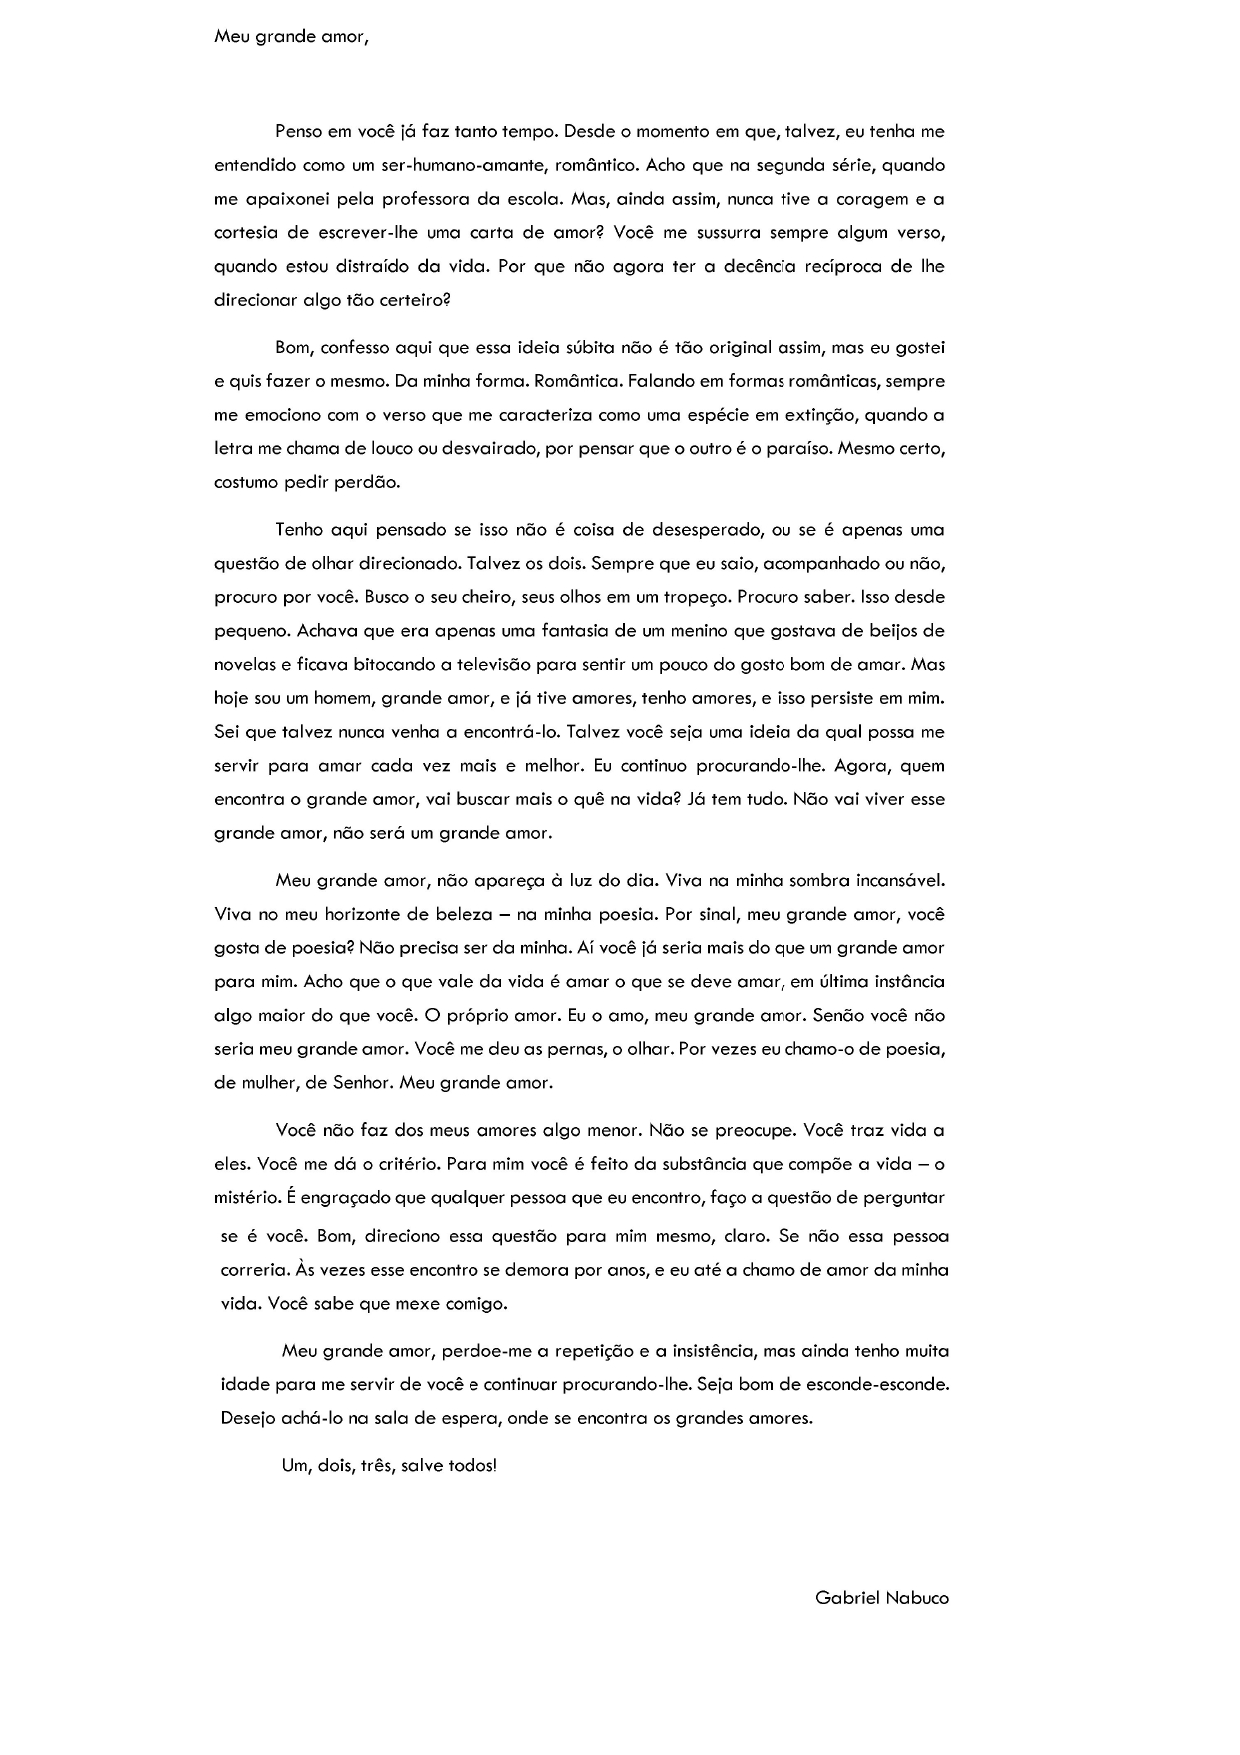 Meu grande amor,
Penso em você já faz tanto tempo. Desde o momento em que, talvez, eu tenha me
entendido como um ser-humano-amante, romântico. Acho que na segunda série, quando
me apaixonei pela professora da escola. Mas, ainda assim, nunca tive a coragem e a
cortesia de escrever-lhe uma carta de amor? Você me sussurra sempre algum verso,
quando estou distraído da vida. Por que não agora ter a decência recíproca de lhe
direcionar algo tão certeiro?
Bom, confesso aqui que essa ideia súbita não é tão original assim, mas eu gostei
e quis fazer o mesmo. Da minha forma. Romântica. Falando em formas românticas, sempre
me emociono com o verso que me caracteriza como uma espécie em extinção, quando a
letra me chama de louco ou desvairado, por pensar que o outro é o paraíso. Mesmo certo,
costumo pedir perdão.
Tenho aqui pensado se isso não é coisa de desesperado, ou se é apenas uma
questão de olhar direcionado. Talvez os dois. Sempre que eu saio, acompanhado ou não,
procuro por você. Busco o seu cheiro, seus olhos em um tropeço. Procuro saber. Isso desde
pequeno. Achava que era apenas uma fantasia de um menino que gostava de beijos de
novelas e ficava bitocando a televisão para sentir um pouco do gosto bom de amar. Mas
hoje sou um homem, grande amor, e já tive amores, tenho amores, e isso persiste em mim.
Sei que talvez nunca venha a encontrá-lo. Talvez você seja uma ideia da qual possa me
servir para amar cada vez mais e melhor. Eu continuo procurando-lhe. Agora, quem
encontra o grande amor, vai buscar mais o quê na vida? Já tem tudo. Não vai viver esse
grande amor, não será um grande amor.
Meu grande amor, não apareça à luz do dia. Viva na minha sombra incansável.
Viva no meu horizonte de beleza – na minha poesia. Por sinal, meu grande amor, você
gosta de poesia? Não precisa ser da minha. Aí você já seria mais do que um grande amor
para mim. Acho que o que vale da vida é amar o que se deve amar, em última instância
algo maior do que você. O próprio amor. Eu o amo, meu grande amor. Senão você não
seria meu grande amor. Você me deu as pernas, o olhar. Por vezes eu chamo-o de poesia,
de mulher, de Senhor. Meu grande amor.
Você não faz dos meus amores algo menor. Não se preocupe. Você traz vida a
eles. Você me dá o critério. Para mim você é feito da substância que compõe a vida – o
mistério. É engraçado que qualquer pessoa que eu encontro, faço a questão de perguntar
se é você. Bom, direciono essa questão para mim mesmo, claro. Se não essa pessoa
correria. Às vezes esse encontro se demora por anos, e eu até a chamo de amor da minha
vida. Você sabe que mexe comigo.
Meu grande amor, perdoe-me a repetição e a insistência, mas ainda tenho muita
idade para me servir de você e continuar procurando-lhe. Seja bom de esconde-esconde.
Desejo achá-lo na sala de espera, onde se encontra os grandes amores.
Um, dois, três, salve todos!
Gabriel Nabuco